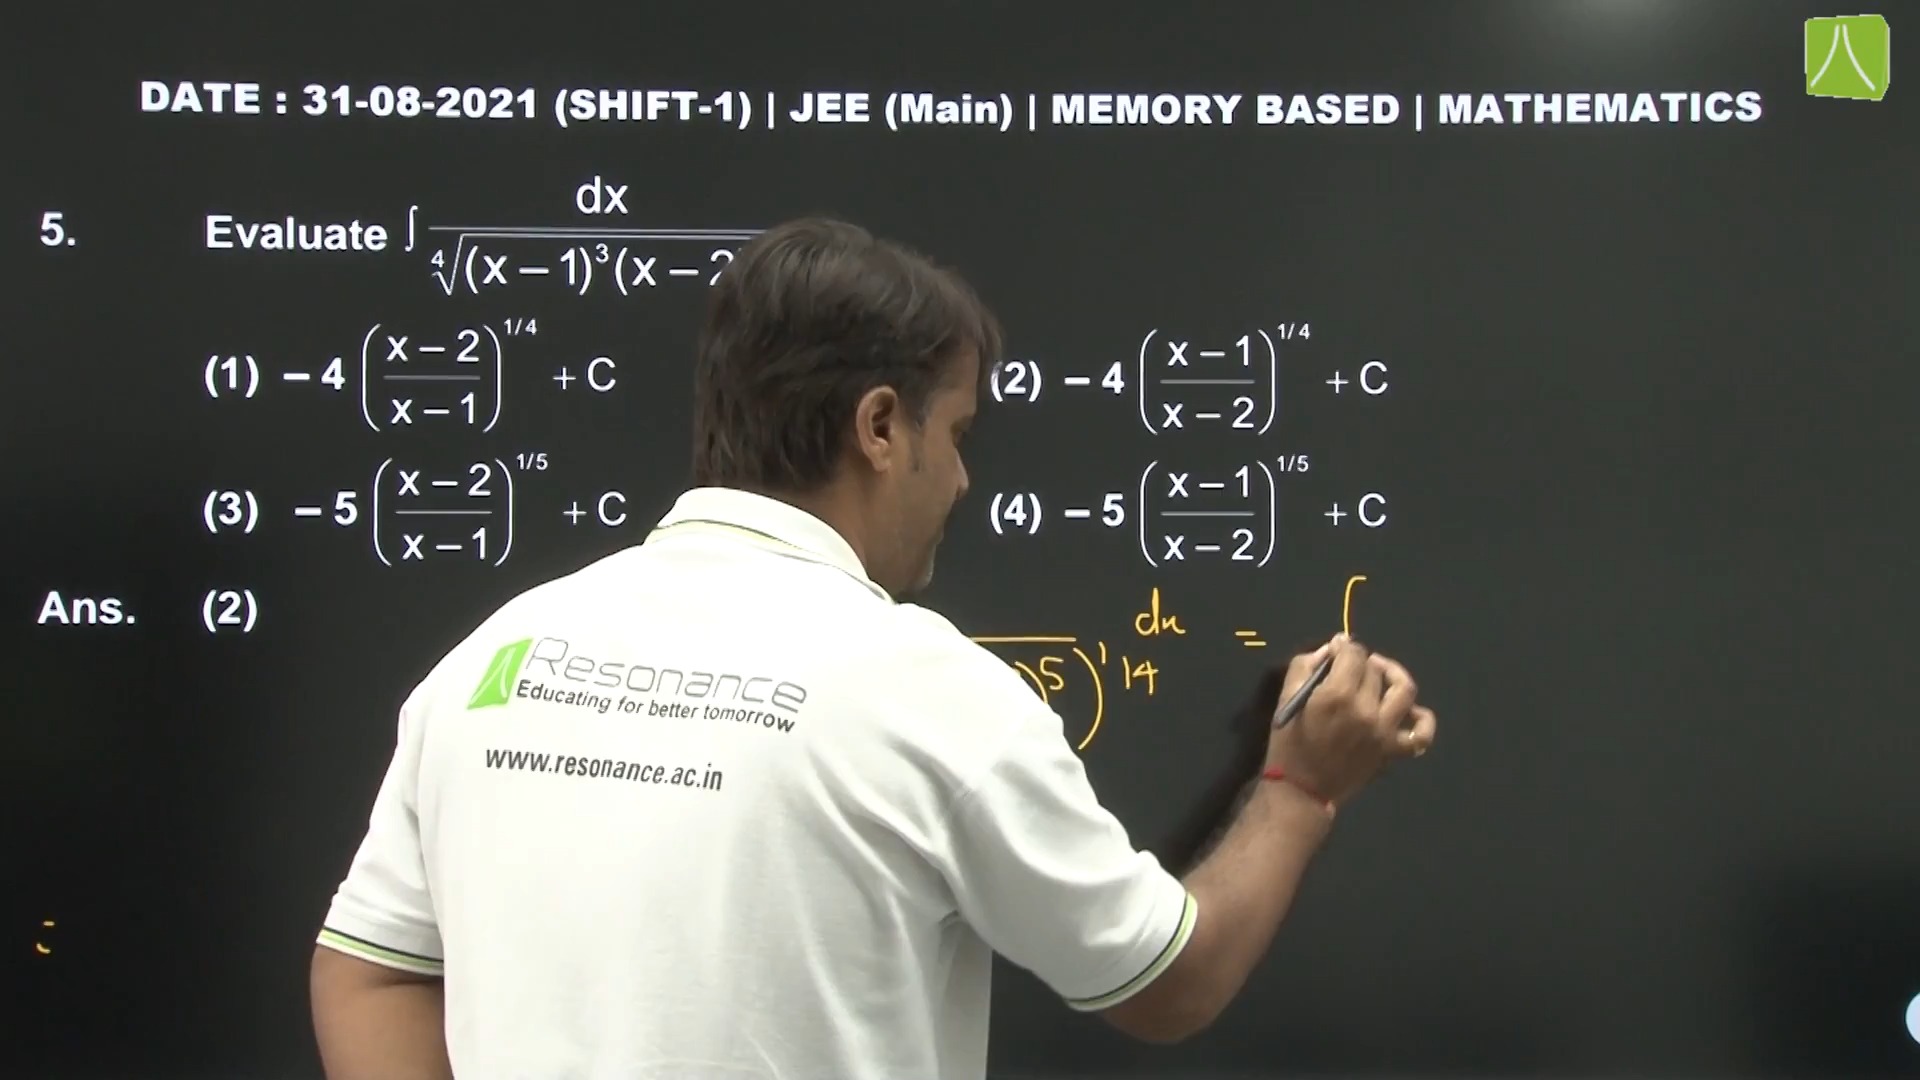 DATE : 31-08-2021 (SHIFT-1) | JEE (Main) | MEMORY BASED | MATHEMATICS
5. Evaluate ∫ dx
⁴√(x – 1)³(x – 2
(1) – 4 ((x – 2)/(x – 1))^1/4 + C (2) – 4 ((x – 1)/(x – 2))^1/4 + C
(3) – 5 ((x – 2)/(x – 1))^1/5 + C (4) – 5 ((x – 1)/(x – 2))^1/5 + C
Ans. (2)
dx = ∫
)⁵)^1/4
Resonance
Educating for better tomorrow
www.resonance.ac.in
=